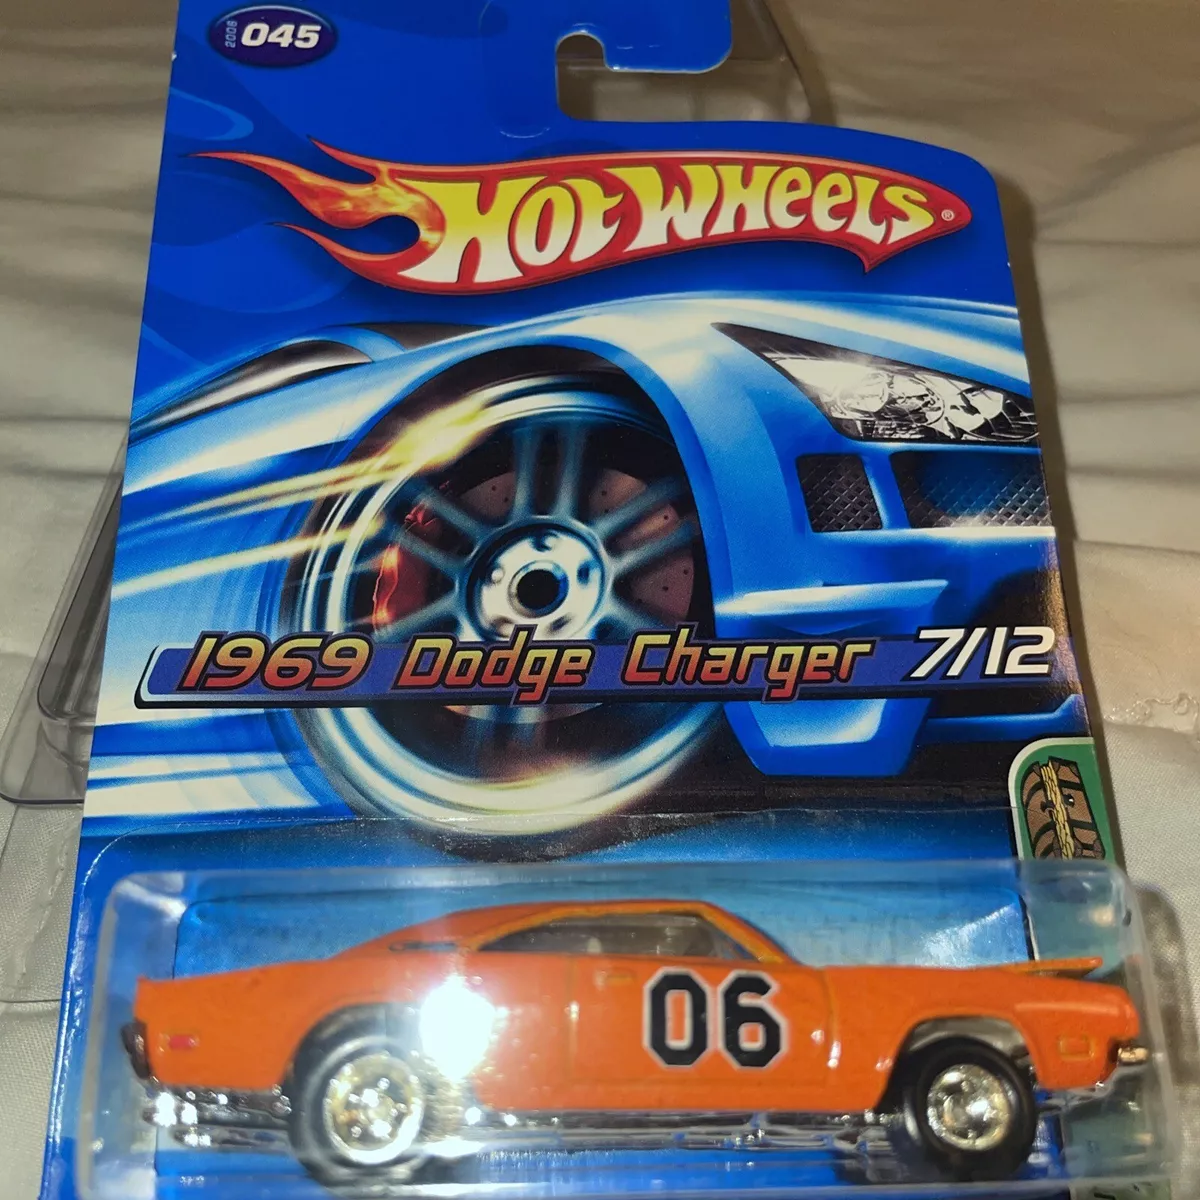 2006 045
HOT WHEELS®
1969 Dodge Charger 7/12
06